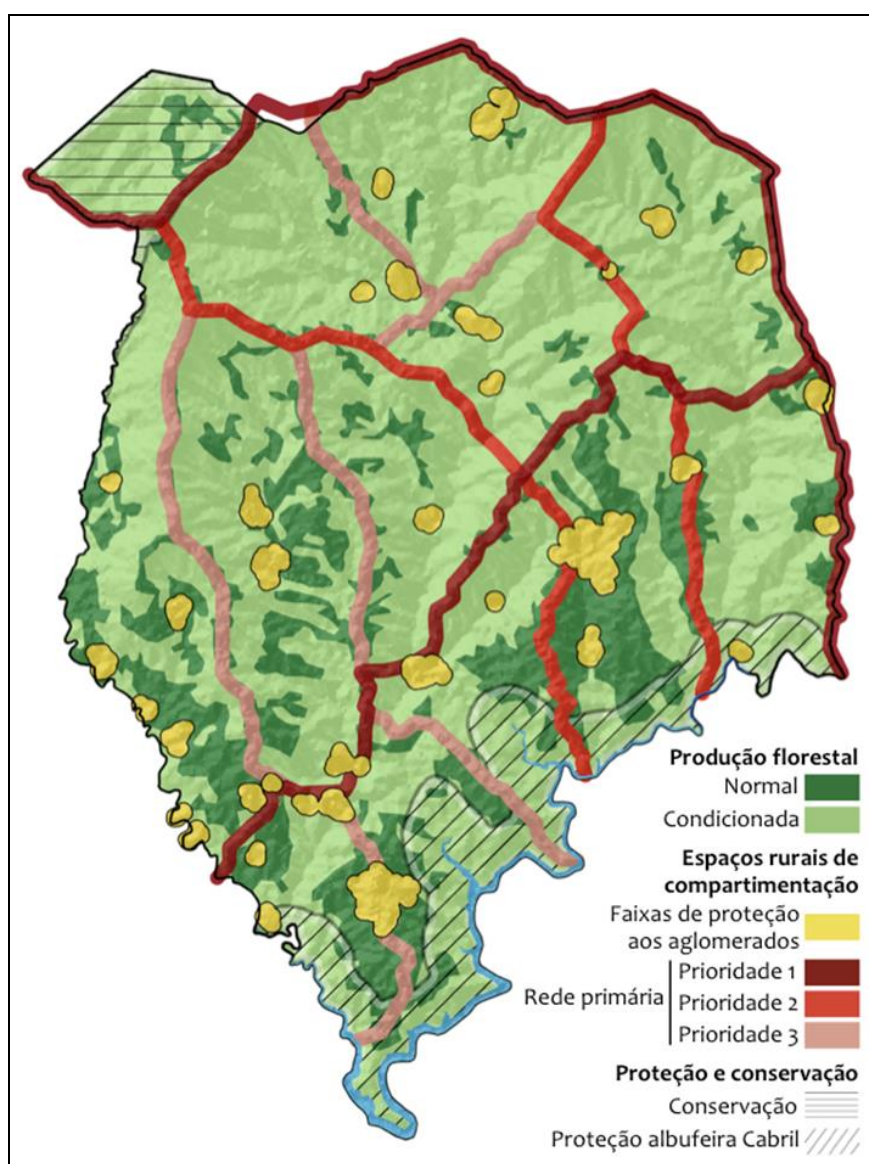 Produção florestal
Normal
Condicionada
Espaços rurais de
compartimentação
Faixas de proteção
aos aglomerados
Rede primária
Prioridade 1
Prioridade 2
Prioridade 3
Proteção e conservação
Conservação
Proteção albufeira Cabril